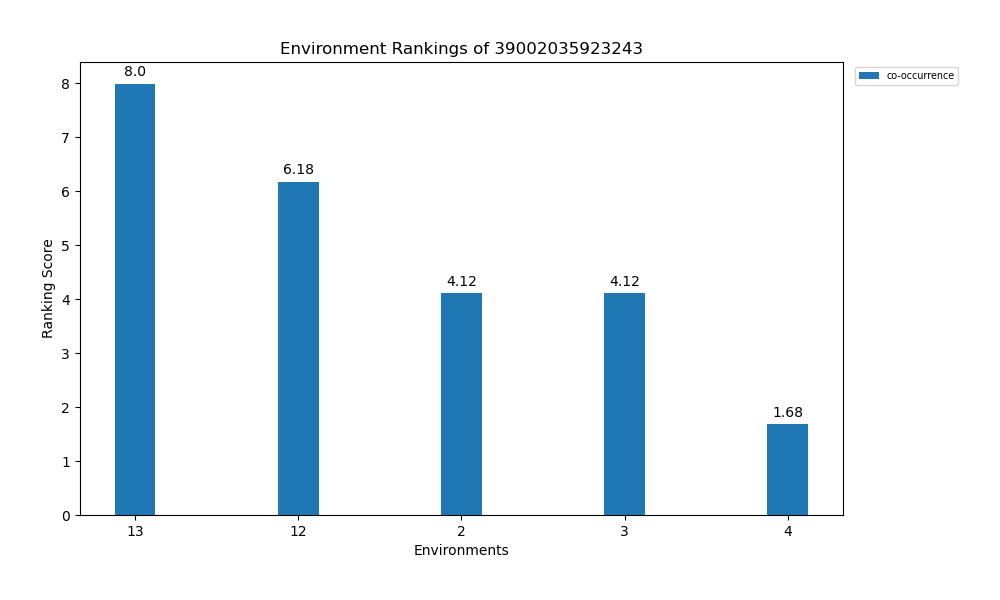 Environment Rankings of 39002035923243
co-occurrence
8.0
6.18
4.12
4.12
1.68
8
7
6
5
4
3
2
1
0
Ranking Score
13 12 2 3 4
Environments